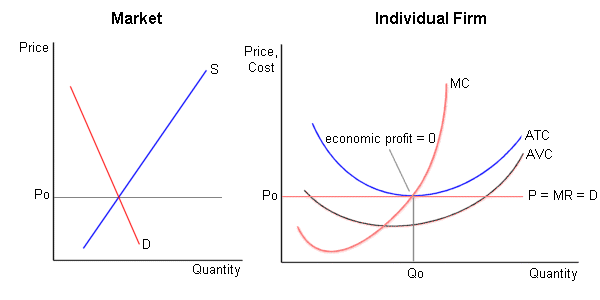 Market
Price
S
Po
D
Quantity
Individual Firm
Price,
Cost
MC
economic profit = 0
ATC
AVC
Po
P = MR = D
Qo
Quantity